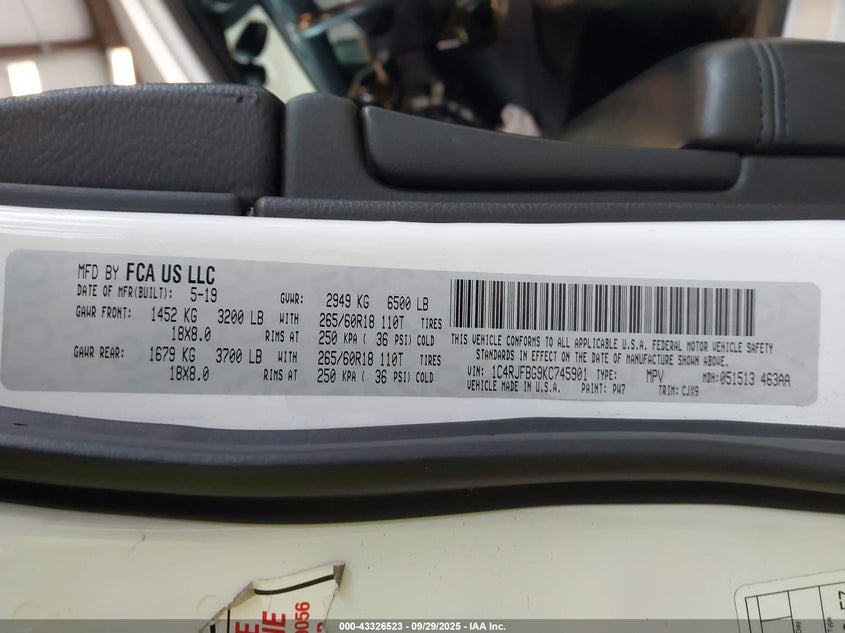 MFD BY FCA US LLC
DATE OF MFR(BUILT): 5-19 GVWR: 2949 KG 6500 LB
GAWR FRONT: 1452 KG 3200 LB WITH 265/60R18 110T TIRES
18X8.0 RIMS AT 250 KPA ( 36 PSI) COLD
GAWR REAR: 1679 KG 3700 LB WITH 265/60R18 110T TIRES
18X8.0 RIMS AT 250 KPA ( 36 PSI) COLD
THIS VEHICLE CONFORMS TO ALL APPLICABLE U.S.A. FEDERAL MOTOR VEHICLE SAFETY
STANDARDS IN EFFECT ON THE DATE OF MANUFACTURE SHOWN ABOVE.
VIN: 1C4RJFBG9KC745901 TYPE: MPV MDH: 051513 463AA
VEHICLE MADE IN U.S.A. PAINT: PW7 TRIM: CJX9
0056
000-43326523 - 09/29/2025 - IAA Inc.